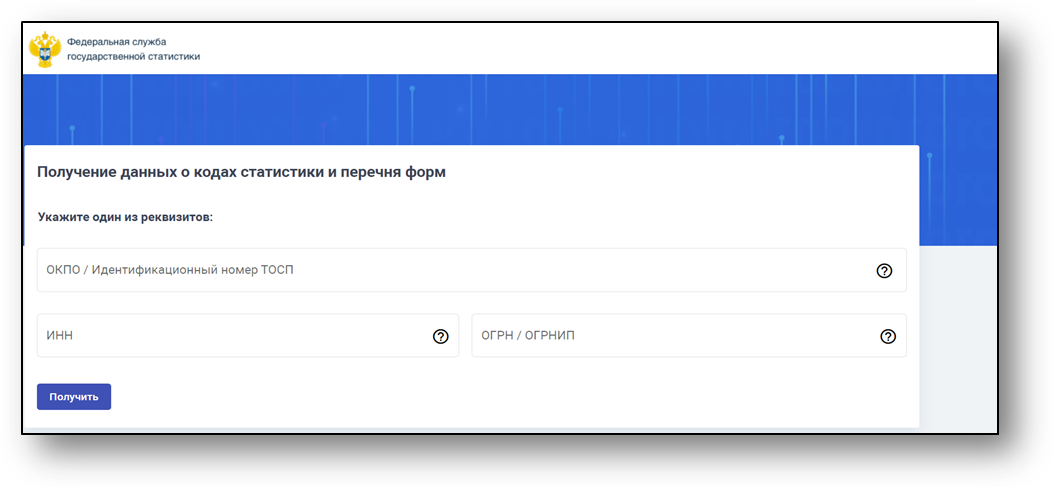 Федеральная служба
государственной статистики
Получение данных о кодах статистики и перечня форм
Укажите один из реквизитов:
ОКПО / Идентификационный номер ТОСП
ИНН
ОГРН / ОГРНИП
Получить